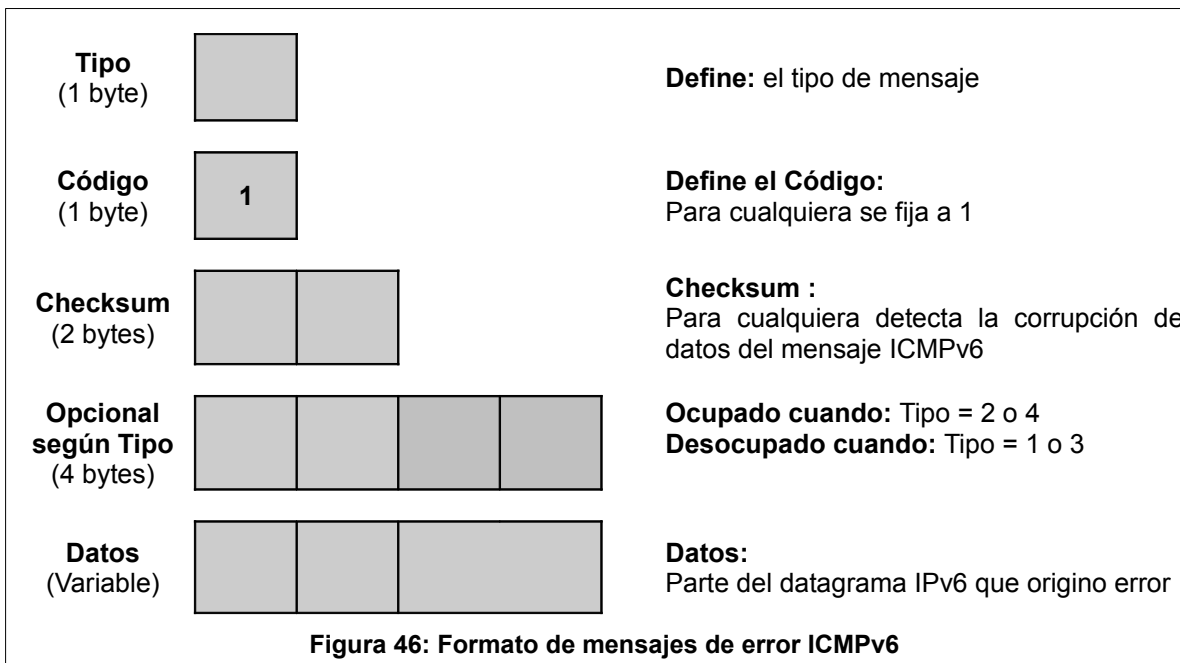 Tipo
(1 byte)
Define: el tipo de mensaje
Código
(1 byte)
1
Define el Código:
Para cualquiera se fija a 1
Checksum
(2 bytes)
Checksum :
Para cualquiera detecta la corrupción de
datos del mensaje ICMPv6
Opcional
según Tipo
(4 bytes)
Ocupado cuando: Tipo = 2 o 4
Desocupado cuando: Tipo = 1 o 3
Datos
(Variable)
Datos:
Parte del datagrama IPv6 que origino error
Figura 46: Formato de mensajes de error ICMPv6